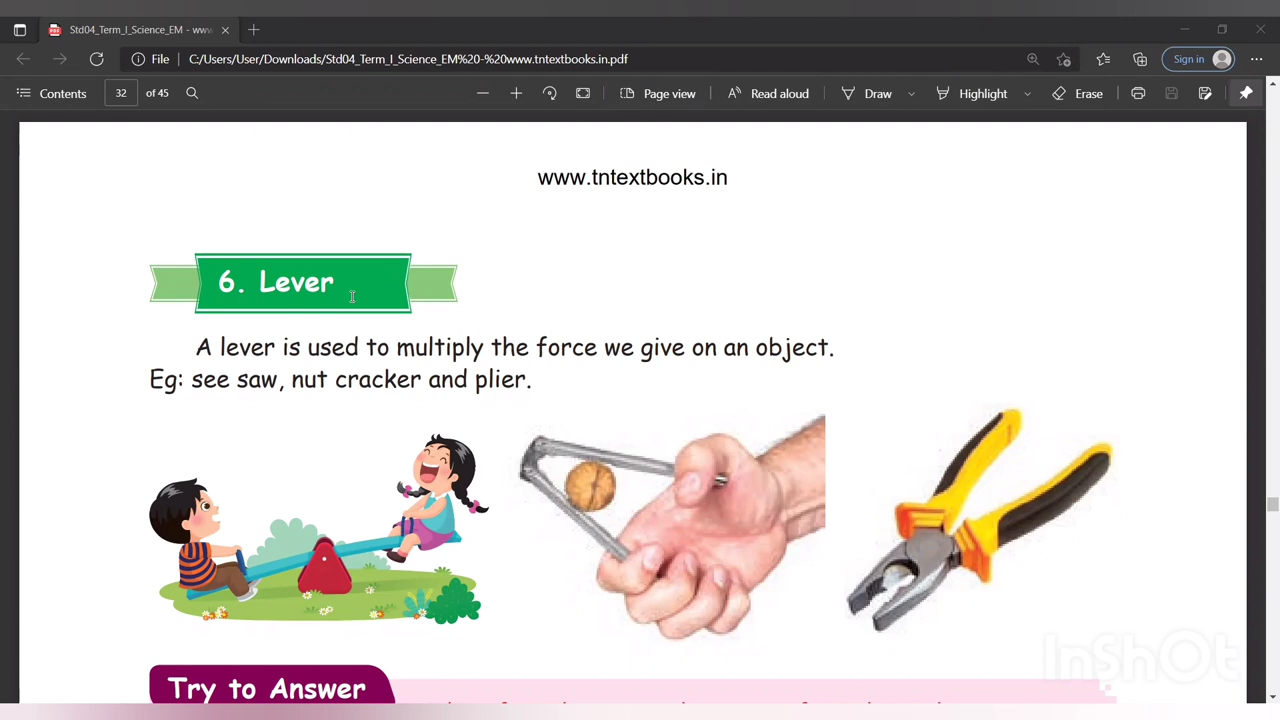 Std04_Term_I_Science_EM - www
File
C:/Users/User/Downloads/Std04_Term_I_Science_EM%20-%20www.tntextbooks.in.pdf
Sign in
Contents
32
of 45
Page view
Read aloud
Draw
Highlight
Erase
www.tntextbooks.in
6. Lever
A lever is used to multiply the force we give on an object.
Eg: see saw, nut cracker and plier.
Try to Answer
InShOt